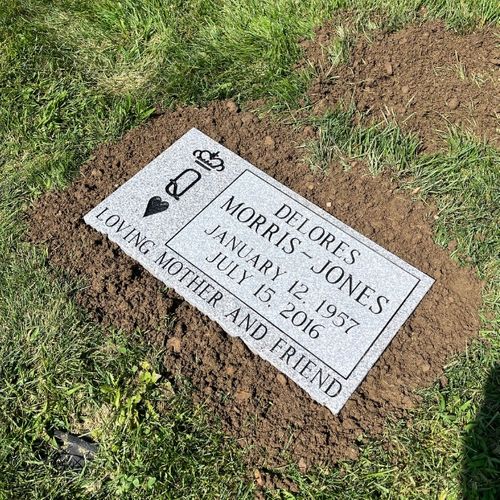 Q
DELORES
MORRIS-JONES
JANUARY 12, 1957
JULY 15, 2016
LOVING MOTHER AND FRIEND